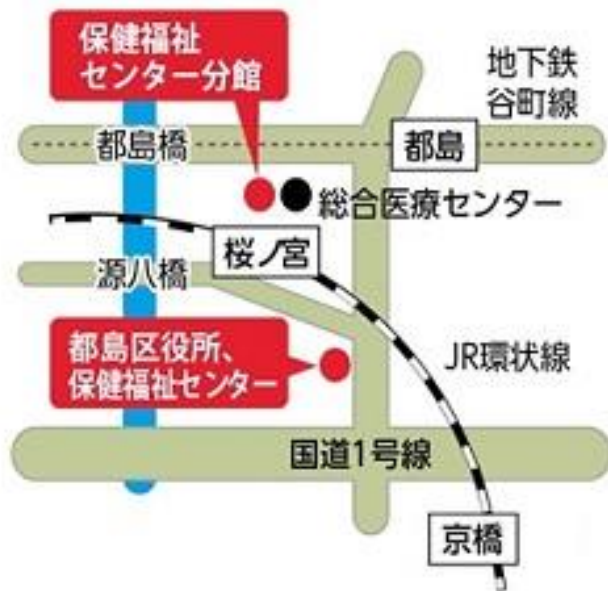 保健福祉
センター分館
地下鉄
谷町線
都島橋
都島
総合医療センター
桜ノ宮
源八橋
都島区役所、
保健福祉センター
JR環状線
国道1号線
京橋